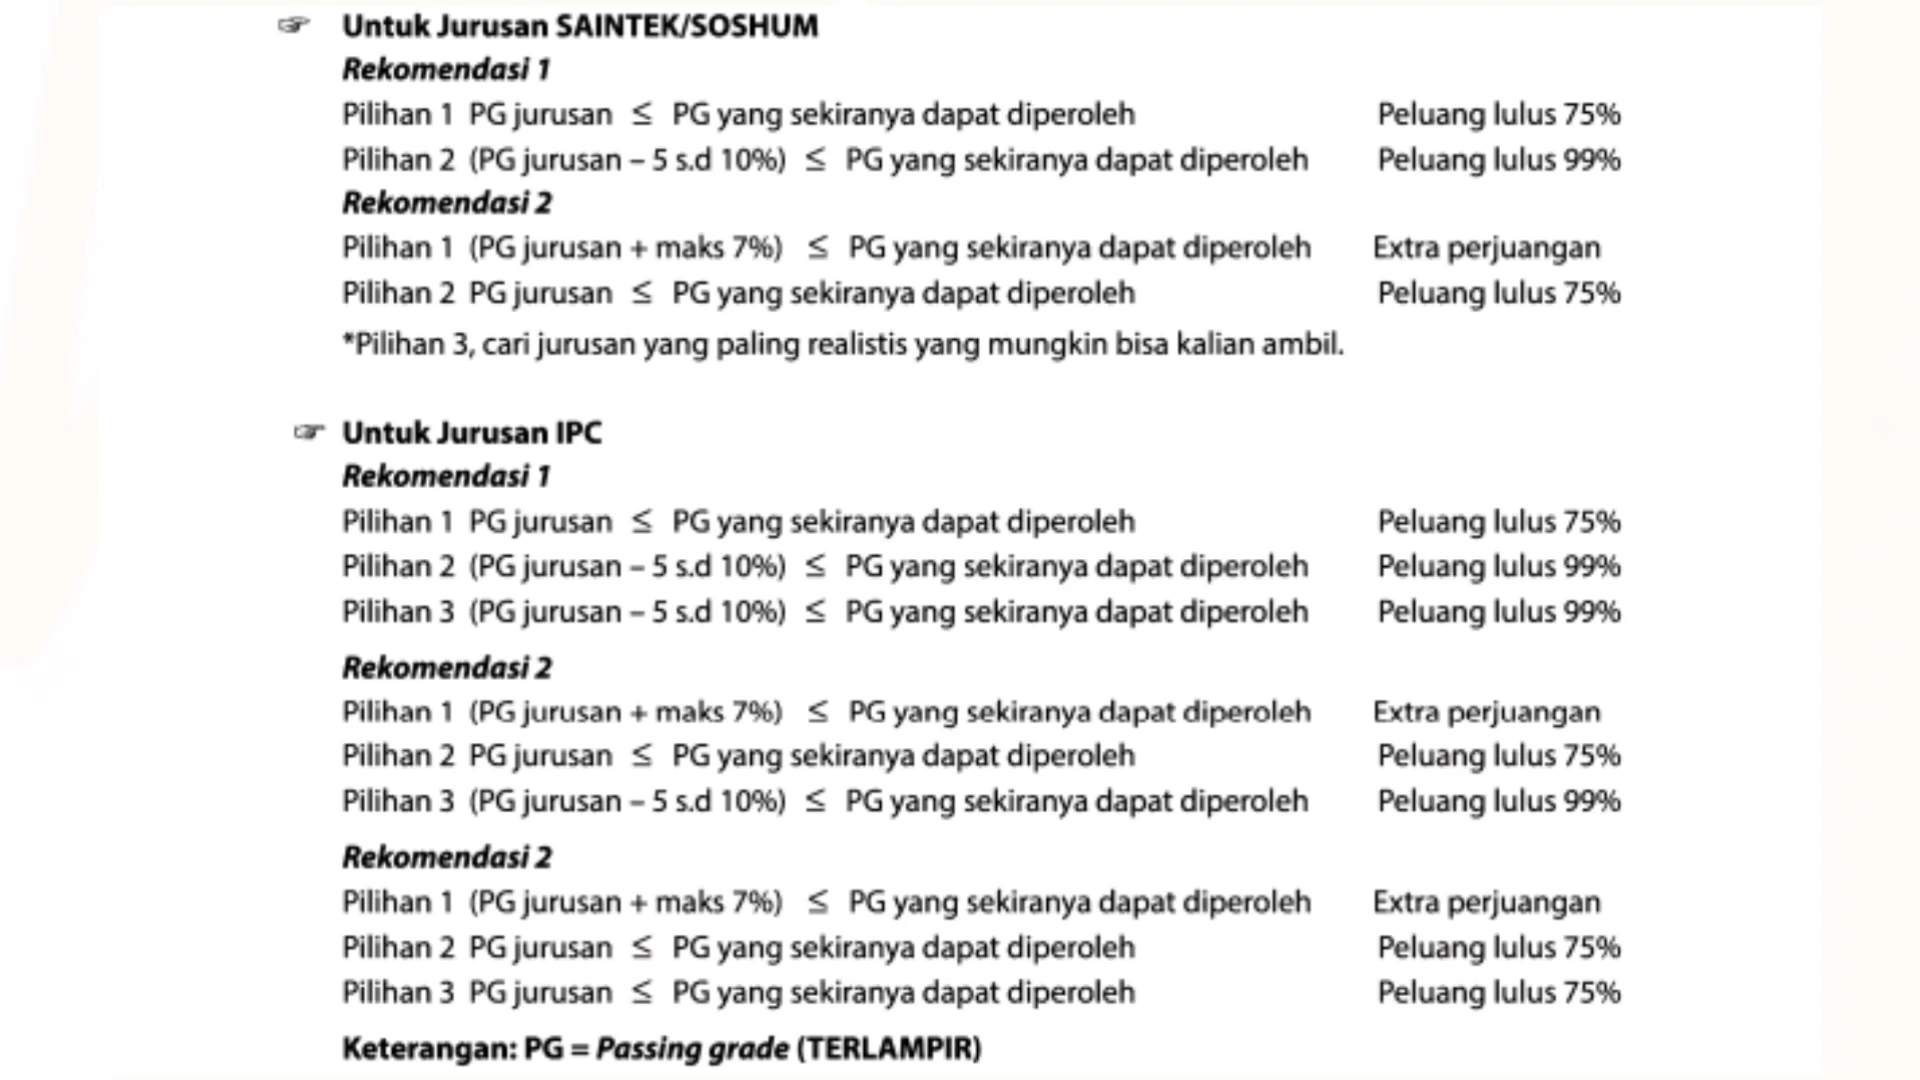 ☞ Untuk Jurusan SAINTEK/SOSHUM
Rekomendasi 1
Pilihan 1 PG jurusan ≤ PG yang sekiranya dapat diperoleh Peluang lulus 75%
Pilihan 2 (PG jurusan – 5 s.d 10%) ≤ PG yang sekiranya dapat diperoleh Peluang lulus 99%
Rekomendasi 2
Pilihan 1 (PG jurusan + maks 7%) ≤ PG yang sekiranya dapat diperoleh Extra perjuangan
Pilihan 2 PG jurusan ≤ PG yang sekiranya dapat diperoleh Peluang lulus 75%
*Pilihan 3, cari jurusan yang paling realistis yang mungkin bisa kalian ambil.
☞ Untuk Jurusan IPC
Rekomendasi 1
Pilihan 1 PG jurusan ≤ PG yang sekiranya dapat diperoleh Peluang lulus 75%
Pilihan 2 (PG jurusan – 5 s.d 10%) ≤ PG yang sekiranya dapat diperoleh Peluang lulus 99%
Pilihan 3 (PG jurusan – 5 s.d 10%) ≤ PG yang sekiranya dapat diperoleh Peluang lulus 99%
Rekomendasi 2
Pilihan 1 (PG jurusan + maks 7%) ≤ PG yang sekiranya dapat diperoleh Extra perjuangan
Pilihan 2 PG jurusan ≤ PG yang sekiranya dapat diperoleh Peluang lulus 75%
Pilihan 3 (PG jurusan – 5 s.d 10%) ≤ PG yang sekiranya dapat diperoleh Peluang lulus 99%
Rekomendasi 2
Pilihan 1 (PG jurusan + maks 7%) ≤ PG yang sekiranya dapat diperoleh Extra perjuangan
Pilihan 2 PG jurusan ≤ PG yang sekiranya dapat diperoleh Peluang lulus 75%
Pilihan 3 PG jurusan ≤ PG yang sekiranya dapat diperoleh Peluang lulus 75%
Keterangan: PG = Passing grade (TERLAMPIR)